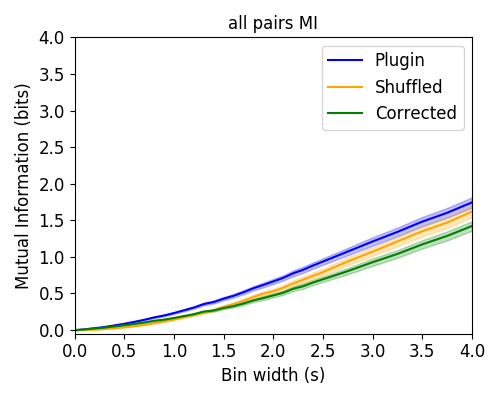 all pairs MI
Mutual Information (bits)
4.0
3.5
3.0
2.5
2.0
1.5
1.0
0.5
0.0
Plugin
Shuffled
Corrected
0.0 0.5 1.0 1.5 2.0 2.5 3.0 3.5 4.0
Bin width (s)